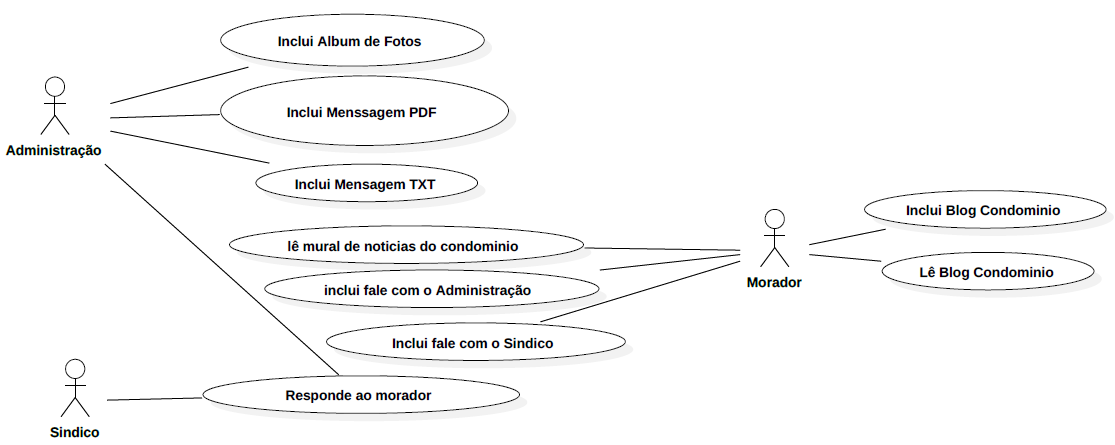 Inclui Album de Fotos
Inclui Menssagem PDF
Administração
Inclui Mensagem TXT
Inclui Blog Condominio
lê mural de noticias do condominio
Lê Blog Condominio
Morador
inclui fale com o Administração
Inclui fale com o Sindico
Responde ao morador
Sindico